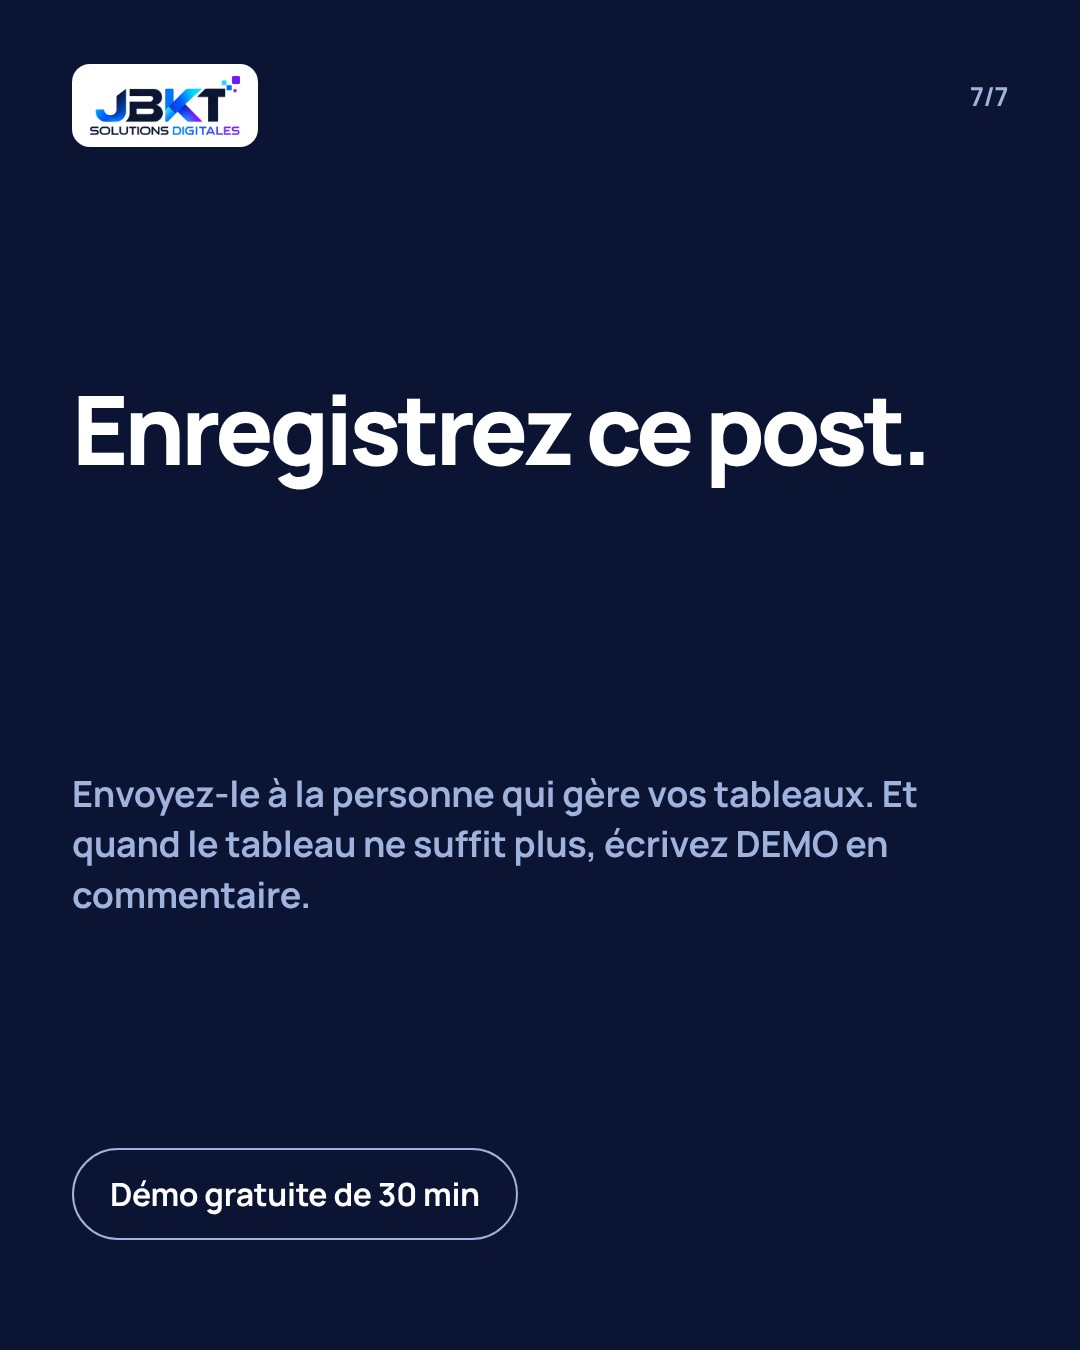 JBKT
SOLUTIONS DIGITALES
7/7
Enregistrez ce post.
Envoyez-le à la personne qui gère vos tableaux. Et
quand le tableau ne suffit plus, écrivez DEMO en
commentaire.
Démo gratuite de 30 min